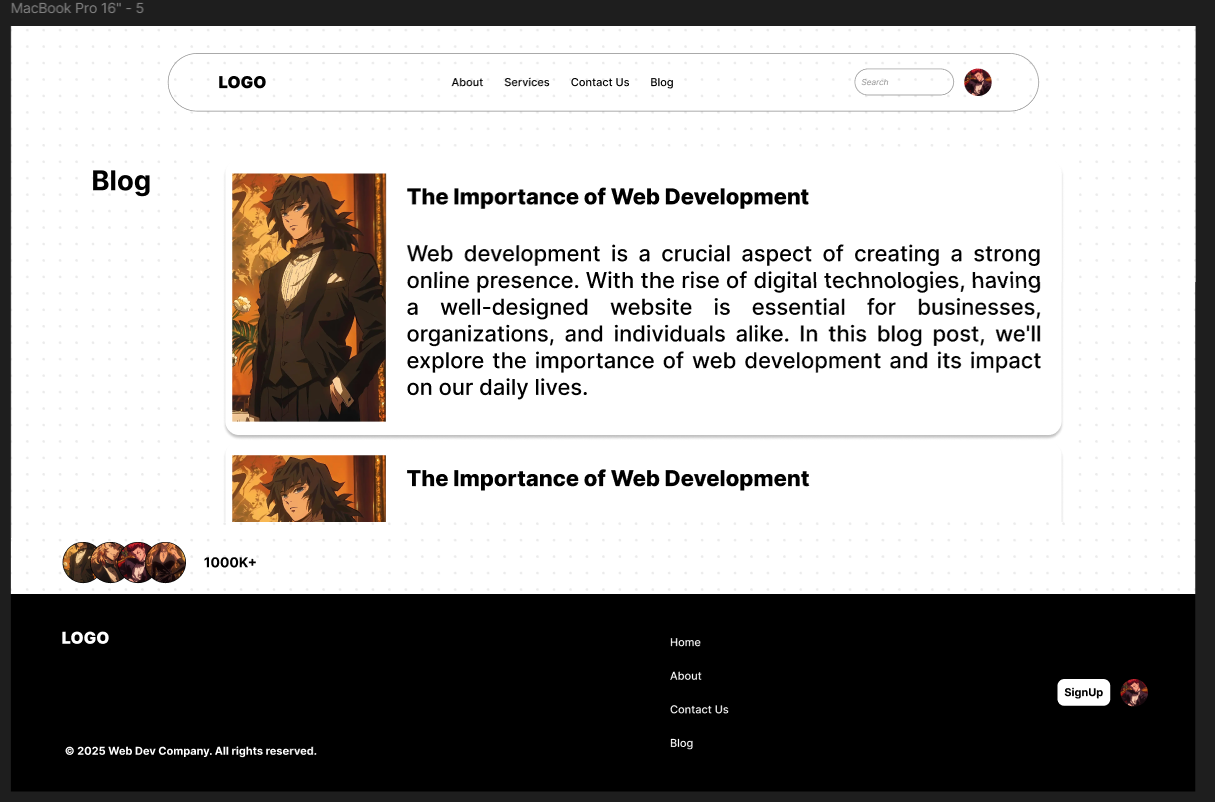 MacBook Pro 16" - 5
LOGO
About
Services
Contact Us
Blog
Search
Blog
The Importance of Web Development
Web development is a crucial aspect of creating a strong
online presence. With the rise of digital technologies, having
a well-designed website is essential for businesses,
organizations, and individuals alike. In this blog post, we'll
explore the importance of web development and its impact
on our daily lives.
The Importance of Web Development
1000K+
LOGO
Home
About
Contact Us
Blog
SignUp
© 2025 Web Dev Company. All rights reserved.